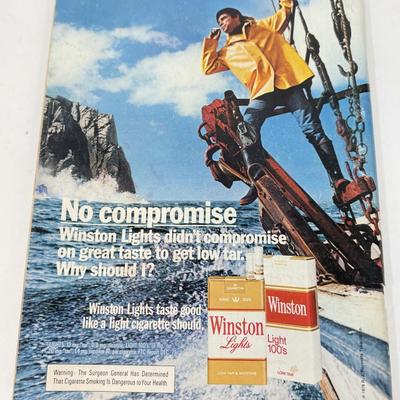 No compromise
Winston Lights didn't compromise
on great taste to get low tar.
Why should I?
Winston Lights taste good
like a light cigarette should.
Winston
Lights
KING SIZE
Winston
Light
100's
Warning: The Surgeon General Has Determined
That Cigarette Smoking Is Dangerous to Your Health.